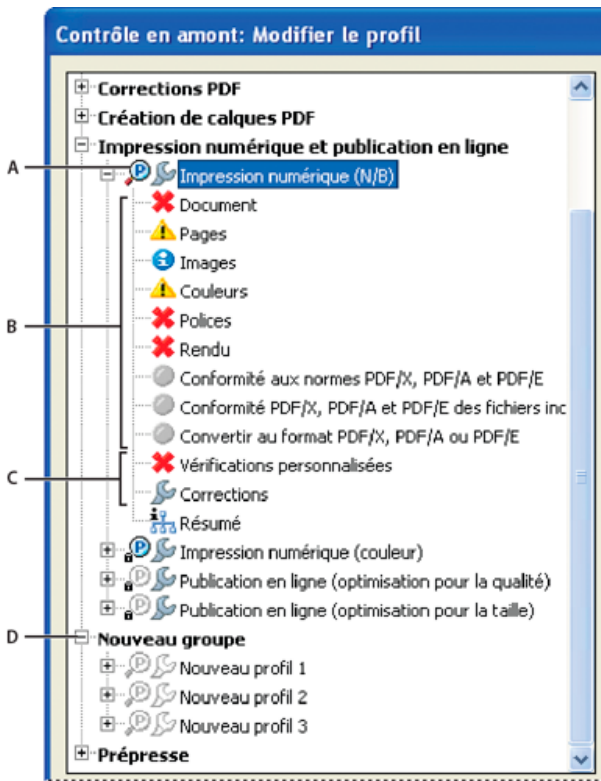 Contrôle en amont: Modifier le profil
Corrections PDF
Création de calques PDF
Impression numérique et publication en ligne
A
Impression numérique (N/B)
Document
Pages
Images
Couleurs
B
Polices
Rendu
Conformité aux normes PDF/X, PDF/A et PDF/E
Conformité PDF/X, PDF/A et PDF/E des fichiers inc
Convertir au format PDF/X, PDF/A ou PDF/E
C
Vérifications personnalisées
Corrections
Résumé
Impression numérique (couleur)
Publication en ligne (optimisation pour la qualité)
Publication en ligne (optimisation pour la taille)
D
Nouveau groupe
Nouveau profil 1
Nouveau profil 2
Nouveau profil 3
Prépresse